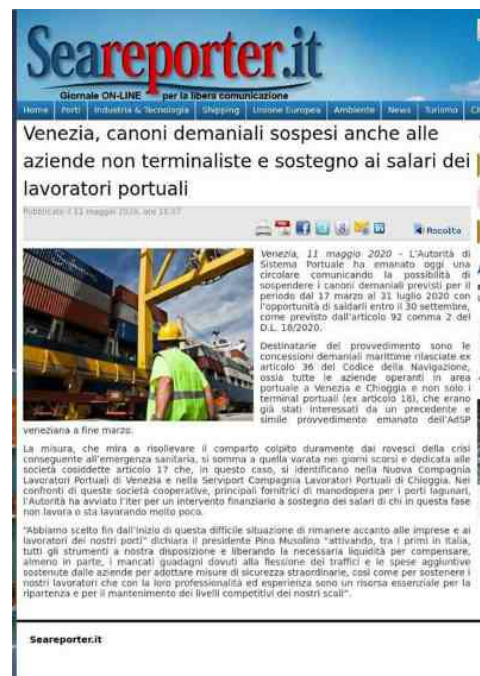 Seareporter.it
Giornale ON-LINE per la libera comunicazione
Home Porti Industria & Tecnologia Shipping Unione Europea Ambiente News Turismo
Venezia, canoni demaniali sospesi anche alle
aziende non terminaliste e sostegno ai salari dei
lavoratori portuali
Pubblicato il 11 maggio 2020, ore 16:07
Ascolta
Venezia, 11 maggio 2020 – L'Autorità di
Sistema Portuale ha emanato oggi una
circolare comunicando la possibilità di
sospendere i canoni demaniali previsti per il
periodo dal 17 marzo al 31 luglio 2020 con
l'opportunità di saldarli entro il 30 settembre,
come previsto dall'articolo 92 comma 2 del
D.L. 18/2020.
Destinatarie del provvedimento sono le
concessioni demaniali marittime rilasciate ex
articolo 36 del Codice della Navigazione,
ossia tutte le aziende operanti in area
portuale a Venezia e Chioggia e non solo i
terminal portuali (ex articolo 18), che erano
già stati interessati da un precedente e
simile provvedimento emanato dell'AdSP
veneziana a fine marzo.
La misura, che mira a risollevare il comparto colpito duramente dai rovesci della crisi
conseguente all'emergenza sanitaria, si somma a quella varata nei giorni scorsi e dedicata alle
società cosiddette articolo 17 che, in questo caso, si identificano nella Nuova Compagnia
Lavoratori Portuali di Venezia e nella Serviport Compagnia Lavoratori Portuali di Chioggia. Nei
confronti di queste società cooperative, principali fornitrici di manodopera per i porti lagunari,
l'Autorità ha avviato l'iter per un intervento finanziario a sostegno dei salari di chi in questa fase
non lavora o sta lavorando molto poco.
"Abbiamo scelto fin dall'inizio di questa difficile situazione di rimanere accanto alle imprese e ai
lavoratori dei nostri porti" dichiara il presidente Pino Musolino "attivando, tra i primi in Italia,
tutti gli strumenti a nostra disposizione e liberando la necessaria liquidità per compensare,
almeno in parte, i mancati guadagni dovuti alla flessione dei traffici e le spese aggiuntive
sostenute dalle aziende per adottare misure di sicurezza straordinarie, così come per sostenere i
nostri lavoratori che con la loro professionalità ed esperienza sono un risorsa essenziale per la
ripartenza e per il mantenimento dei livelli competitivi dei nostri scali".
Seareporter.it